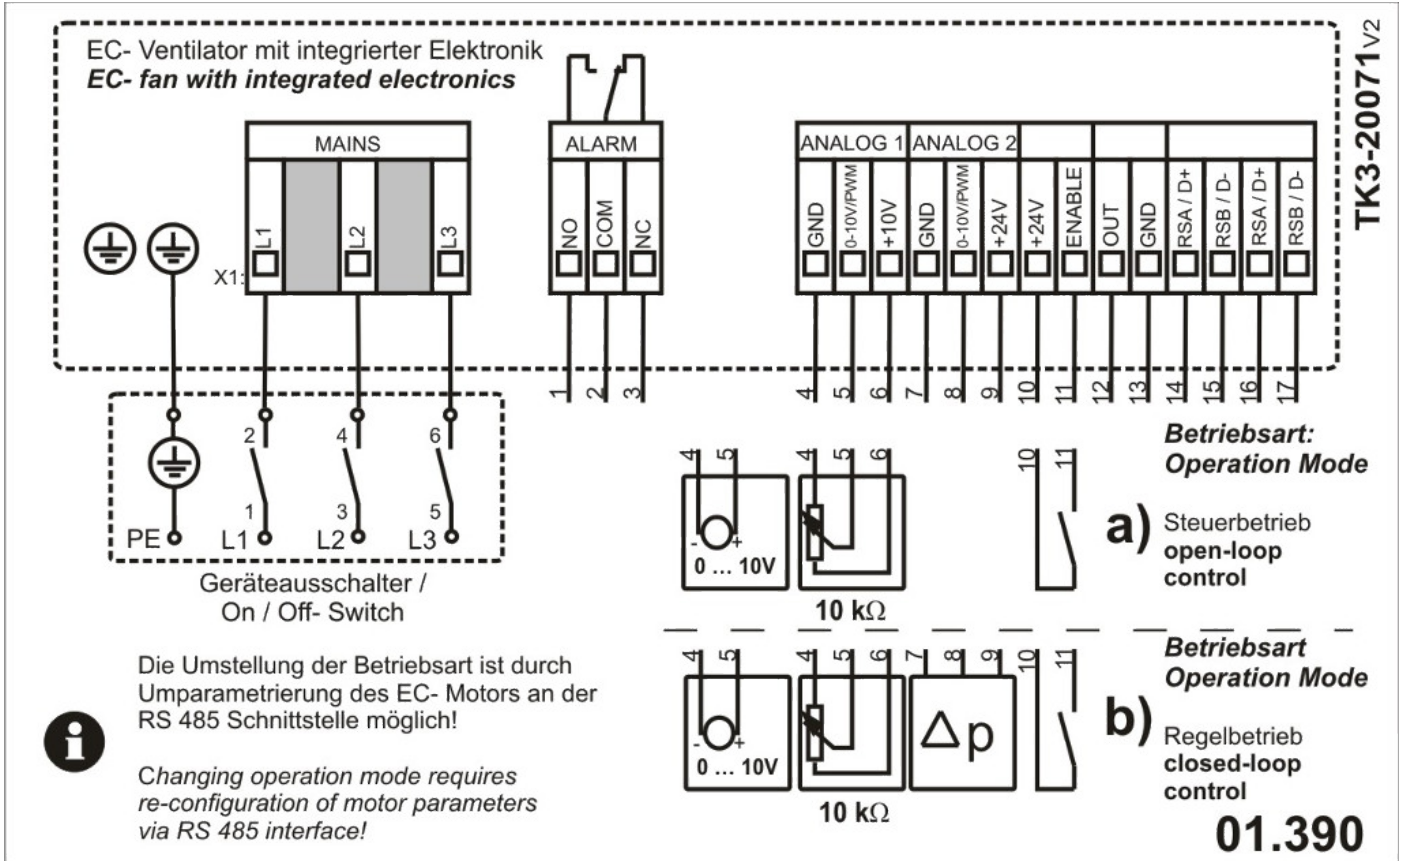 EC- Ventilator mit integrierter Elektronik
EC- fan with integrated electronics
TK3-20071 V2
MAINS
ALARM
ANALOG 1 ANALOG 2
L1 L2 L3
NO COM NC
GND 0-10V/PWM +10V GND 0-10V/PWM +24V +24V ENABLE OUT GND RSA / D+ RSB / D- RSA / D+ RSB / D-
X1:
1 2 3 4 5 6 7 8 9 10 11 12 13 14 15 16 17
2 4 6
1 3 5
PE L1 L2 L3
Geräteausschalter /
On / Off- Switch
4 5 4 5 6 10 11
- +
0 ... 10V
10 kΩ
Betriebsart:
Operation Mode
a) Steuerbetrieb
open-loop
control
4 5 4 5 6 7 8 9 10 11
- +
0 ... 10V
Δp
10 kΩ
Betriebsart
Operation Mode
b) Regelbetrieb
closed-loop
control
01.390
Die Umstellung der Betriebsart ist durch
Umparametrierung des EC- Motors an der
RS 485 Schnittstelle möglich!
i
Changing operation mode requires
re-configuration of motor parameters
via RS 485 interface!